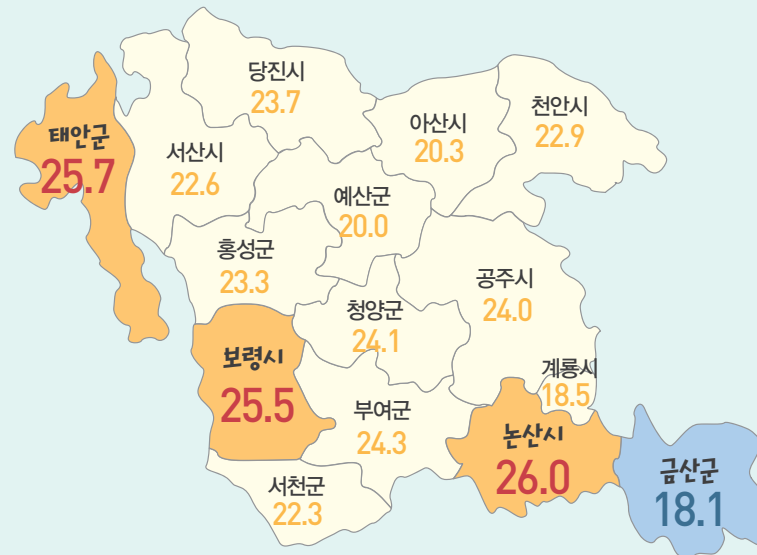 당진시
23.7
아산시
20.3
천안시
22.9
태안군
25.7
서산시
22.6
예산군
20.0
홍성군
23.3
공주시
24.0
청양군
24.1
보령시
25.5
계룡시
18.5
부여군
24.3
논산시
26.0
금산군
18.1
서천군
22.3